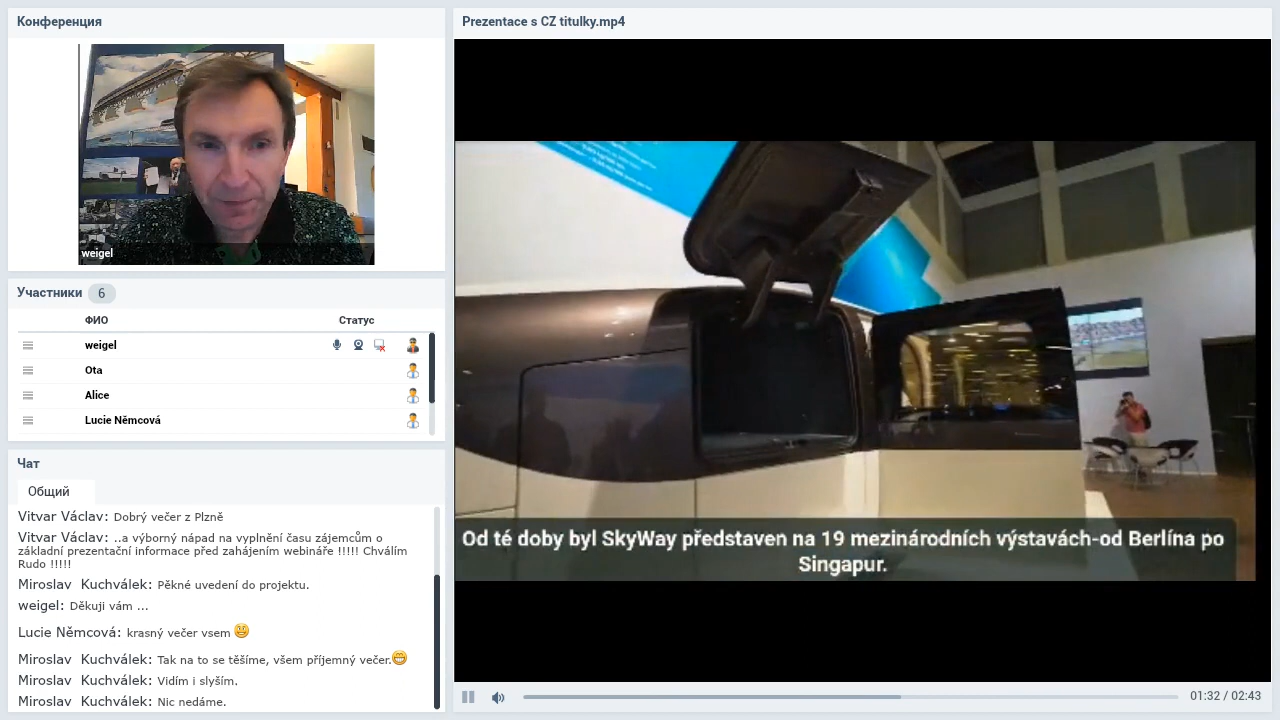 Конференция
weigel
Участники 6
ФИО Статус
weigel
Ota
Alice
Lucie Němcová
Чат
Общий
Vitvar Václav: Dobrý večer z Plzně
Vitvar Václav: ..a výborný nápad na vyplnění času zájemcům o
základní prezentační informace před zahájením webináře !!!!! Chválím
Rudo !!!!!
Miroslav Kuchválek: Pěkné uvedení do projektu.
weigel: Děkuji vám ...
Lucie Němcová: krasný večer vsem
Miroslav Kuchválek: Tak na to se těšíme, všem příjemný večer.
Miroslav Kuchválek: Vidím i slyším.
Miroslav Kuchválek: Nic nedáme.
Prezentace s CZ titulky.mp4
Od té doby byl SkyWay představen na 19 mezinárodních výstavách-od Berlína po
Singapur.
01:32 / 02:43